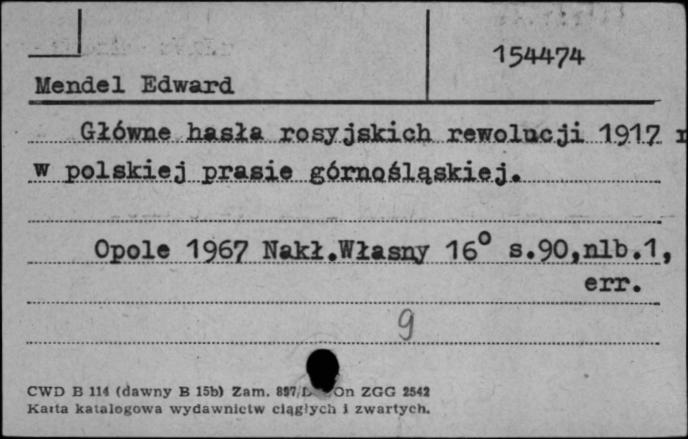 154474
Mendel Edward
Główne hasła rosyjskich rewolucji 1917 r
w polskiej prasie górnośląskiej.
Opole 1967 Nakł.Własny 16° s.90,nlb.1,
err.
9
CWD B 114 (dawny B 15b) Zam. On ZGG 2542
Karta katalogowa wydawnictw ciągłych i zwartych.